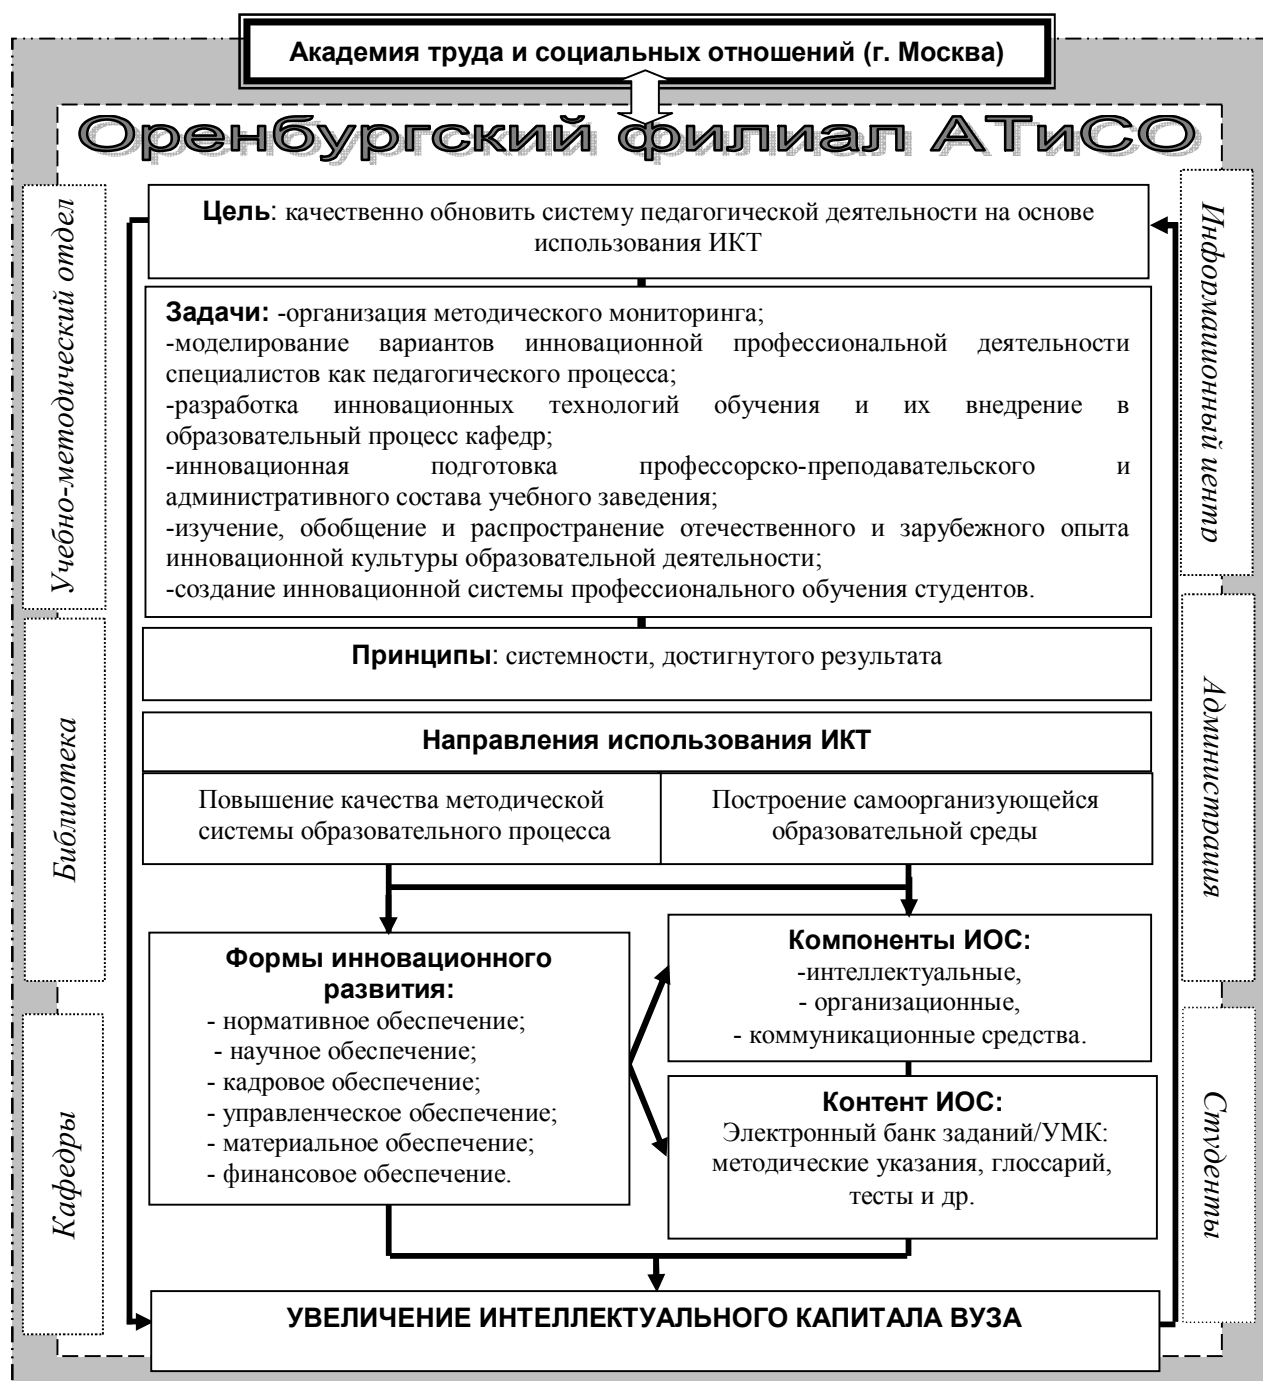 Академия труда и социальных отношений (г. Москва)
Оренбургский филиал АТиСО
Учебно-методический отдел
Библиотека
Кафедры
Цель: качественно обновить систему педагогической деятельности на основе
использования ИКТ
Задачи: -организация методического мониторинга;
-моделирование вариантов инновационной профессиональной деятельности
специалистов как педагогического процесса;
-разработка инновационных технологий обучения и их внедрение в
образовательный процесс кафедр;
-инновационная подготовка профессорско-преподавательского и
административного состава учебного заведения;
-изучение, обобщение и распространение отечественного и зарубежного опыта
инновационной культуры образовательной деятельности;
-создание инновационной системы профессионального обучения студентов.
Принципы: системности, достигнутого результата
Направления использования ИКТ
Повышение качества методической
системы образовательного процесса
Построение самоорганизующейся
образовательной среды
Формы инновационного
развития:
- нормативное обеспечение;
- научное обеспечение;
- кадровое обеспечение;
- управленческое обеспечение;
- материальное обеспечение;
- финансовое обеспечение.
Компоненты ИОС:
-интеллектуальные,
- организационные,
- коммуникационные средства.
Контент ИОС:
Электронный банк заданий/УМК:
методические указания, глоссарий,
тесты и др.
УВЕЛИЧЕНИЕ ИНТЕЛЛЕКТУАЛЬНОГО КАПИТАЛА ВУЗА
Информационный центр
Администрация
Студенты